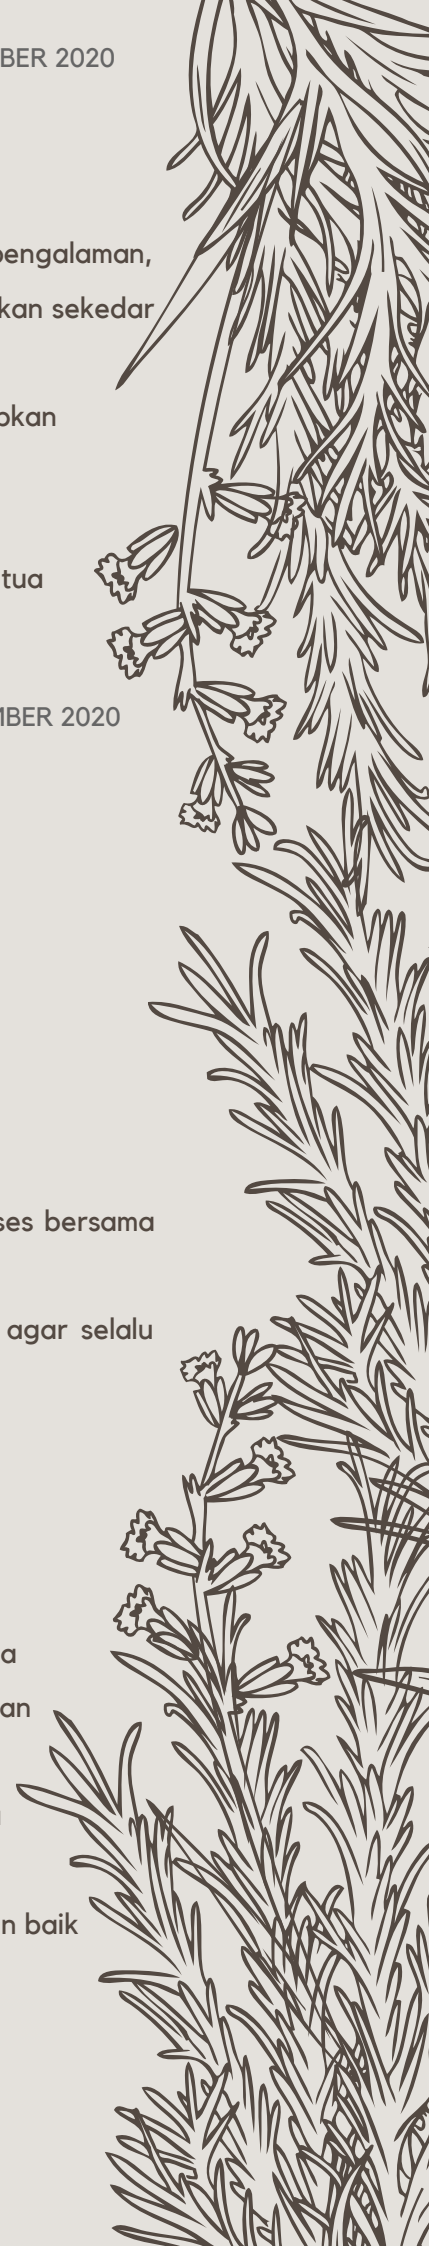 BER 2020
pengalaman,
kan sekedar
pkan
tua
MBER 2020
ses bersama
agar selalu
a
an
n baik